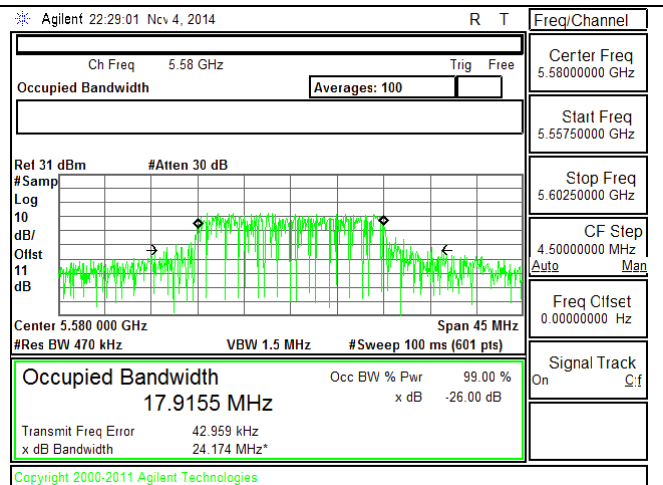 Agilent 22:29:01 Nov 4, 2014 R T
Freq/Channel
Ch Freq 5.58 GHz Trig Free
Occupied Bandwidth Averages: 100
Center Freq
5.58000000 GHz
Start Freq
5.55750000 GHz
Stop Freq
5.60250000 GHz
CF Step
4.50000000 MHz
Auto Man
Freq Offset
0.00000000 Hz
Signal Track
On Off
Ref 31 dBm #Atten 30 dB
#Samp
Log
10
dB/
Offst
11
dB
Center 5.580 000 GHz Span 45 MHz
#Res BW 470 kHz VBW 1.5 MHz #Sweep 100 ms (601 pts)
Occupied Bandwidth Occ BW % Pwr 99.00 %
17.9155 MHz x dB -26.00 dB
Transmit Freq Error 42.959 kHz
x dB Bandwidth 24.174 MHz*
Copyright 2000-2011 Agilent Technologies